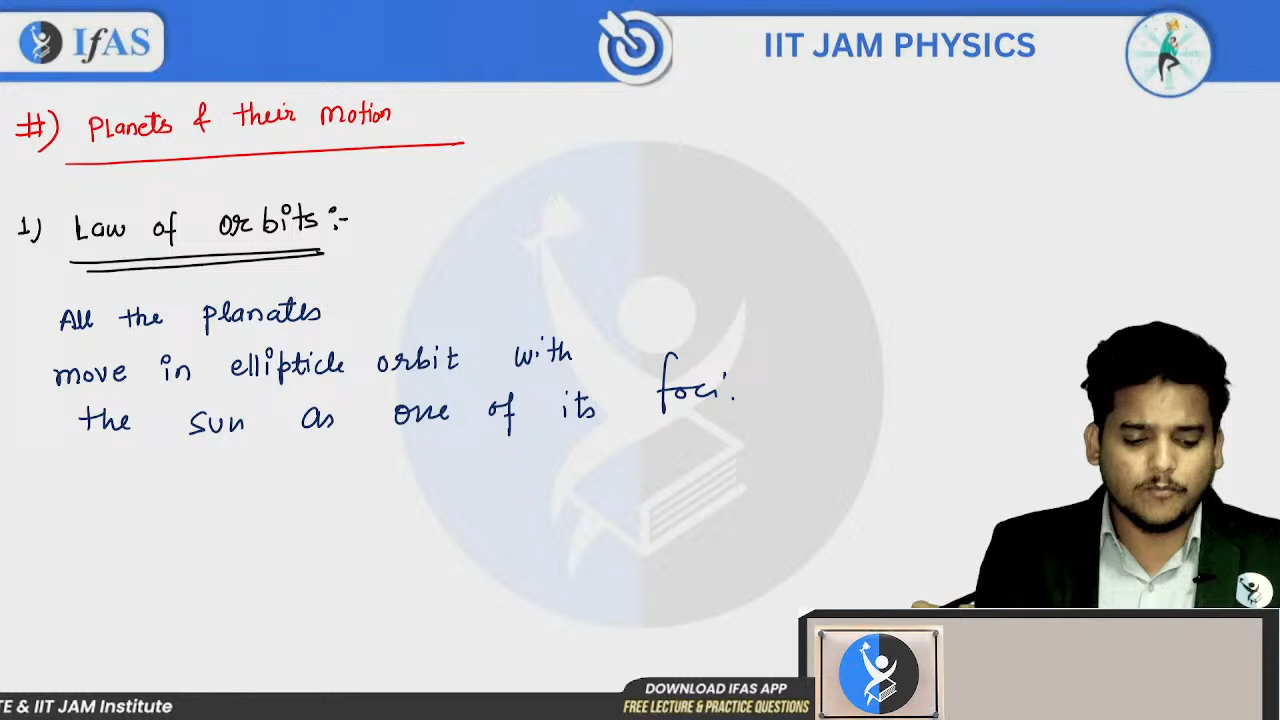 IfAS
IIT JAM PHYSICS
#) Planets & their Motion
1) Law of orbits :-
All the planates
move in ellipticle orbit with
the sun as one of its foci.
TE & IIT JAM Institute
DOWNLOAD IFAS APP
FREE LECTURE & PRACTICE QUESTIONS